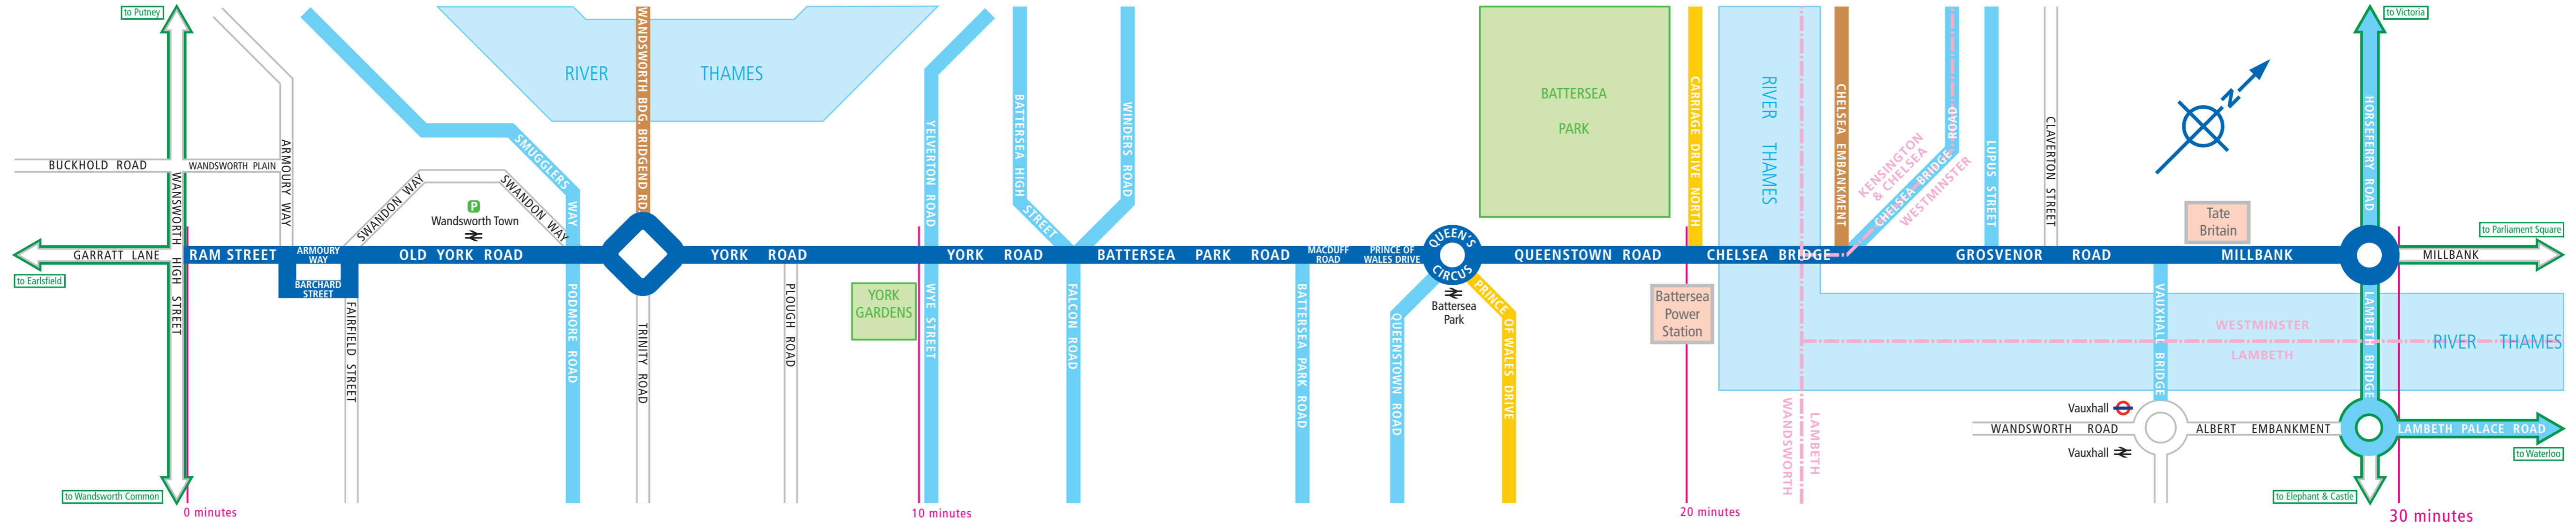 to Putney
BUCKHOLD ROAD
WANDSWORTH PLAIN
WANSWORTH HIGH STREET
ARMOURY WAY
GARRATT LANE
to Earlsfield
to Wandsworth Common
0 minutes
RAM STREET
ARMOURY
WAY
BARCHARD
STREET
FAIRFIELD STREET
SWANDON WAY
SWANDON WAY
P
Wandsworth Town
OLD YORK ROAD
SMUGGLERS WAY
PODMORE ROAD
RIVER THAMES
WANDSWORTH BDG. BRIDGEND RD.
TRINITY ROAD
YORK ROAD
PLOUGH ROAD
YORK
GARDENS
10 minutes
YELVERTON ROAD
WYE STREET
YORK ROAD
BATTERSEA HIGH STREET
WINDERS ROAD
FALCON ROAD
BATTERSEA PARK ROAD
BATTERSEA PARK ROAD
MACDUFF
ROAD
PRINCE OF
WALES DRIVE
QUEEN'S
CIRCUS
Battersea
Park
QUEENSTOWN ROAD
PRINCE OF WALES DRIVE
BATTERSEA
PARK
QUEENSTOWN ROAD
CARRIAGE DRIVE NORTH
Battersea
Power
Station
20 minutes
RIVER THAMES
CHELSEA BRIDGE
WANDSWORTH
LAMBETH
CHELSEA EMBANKMENT
KENSINGTON
& CHELSEA
CHELSEA BRIDGE ROAD
WESTMINSTER
LUPUS STREET
CLAVERTON STREET
GROSVENOR ROAD
N
Tate
Britain
MILLBANK
VAUXHALL BRIDGE
WESTMINSTER
LAMBETH
Vauxhall
WANDSWORTH ROAD
Vauxhall
ALBERT EMBANKMENT
to Victoria
HORSEFERRY ROAD
LAMBETH BRIDGE
to Parliament Square
MILLBANK
RIVER THAMES
LAMBETH PALACE ROAD
to Waterloo
to Elephant & Castle
30 minutes